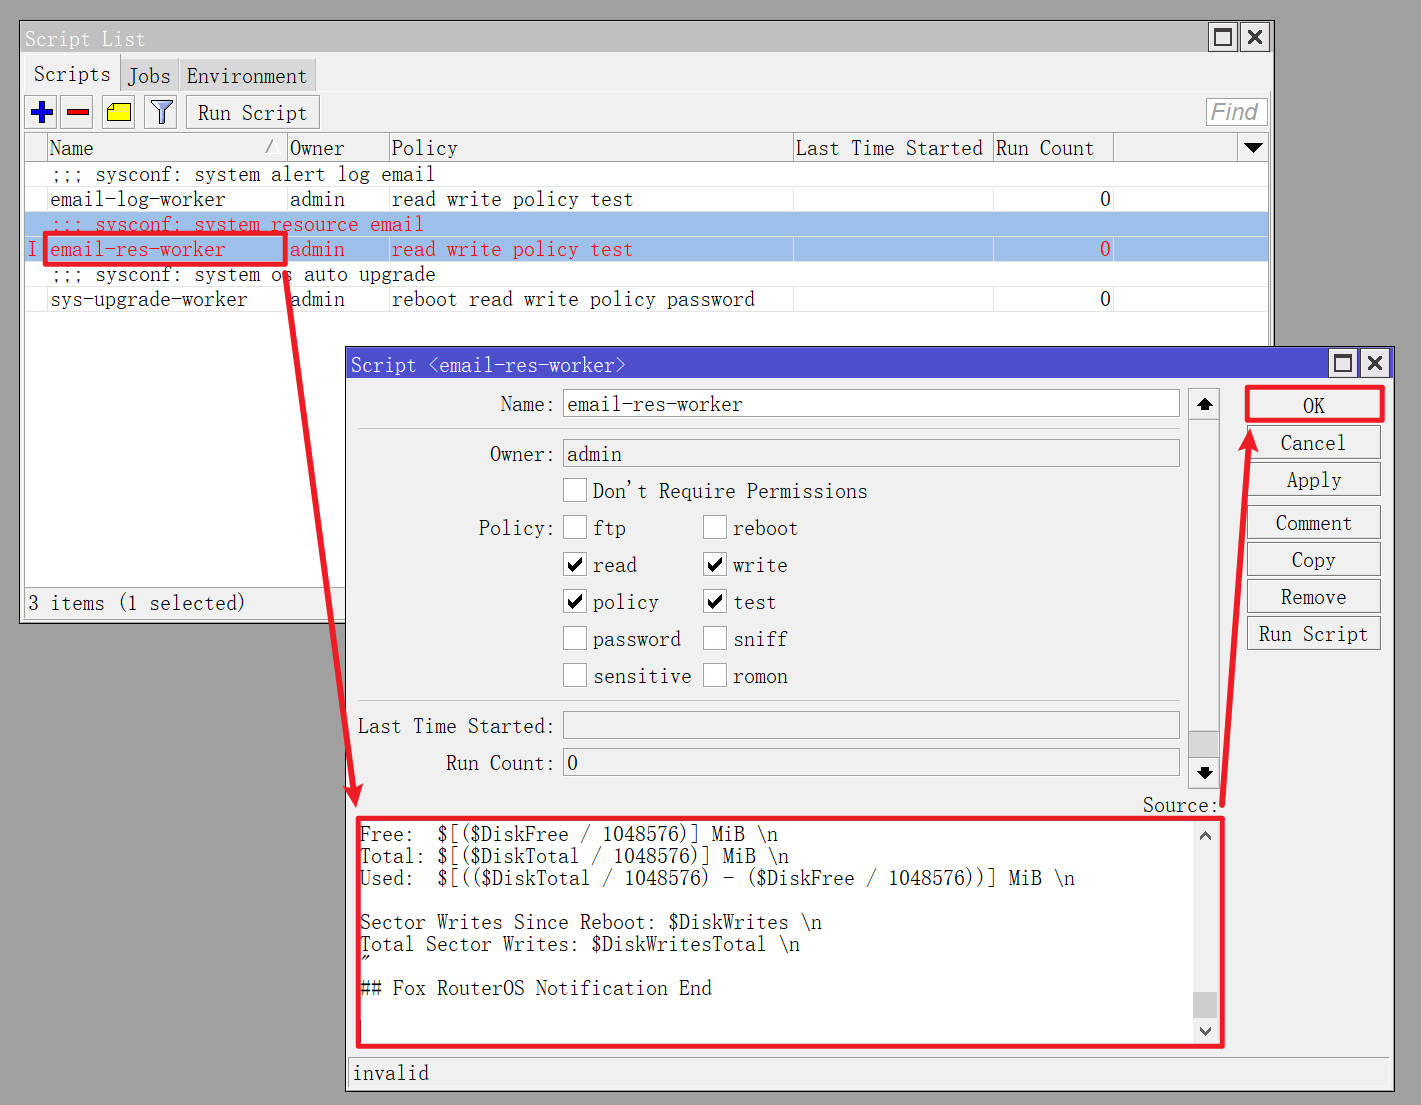 Script List
Scripts Jobs Environment
Run Script Find
Name Owner Policy Last Time Started Run Count
;;; sysconf: system alert log email
email-log-worker admin read write policy test 0
;;; sysconf: system resource email
I email-res-worker admin read write policy test 0
;;; sysconf: system os auto upgrade
sys-upgrade-worker admin reboot read write policy password 0
3 items (1 selected)
Script <email-res-worker>
Name: email-res-worker
Owner: admin
Don't Require Permissions
Policy: ftp reboot
read write
policy test
password sniff
sensitive romon
Last Time Started:
Run Count: 0
OK
Cancel
Apply
Comment
Copy
Remove
Run Script
Source:
Free:  $[($DiskFree / 1048576)] MiB \n
Total: $[($DiskTotal / 1048576)] MiB \n
Used:  $[(($DiskTotal / 1048576) - ($DiskFree / 1048576))] MiB \n
Sector Writes Since Reboot: $DiskWrites \n
Total Sector Writes: $DiskWritesTotal \n
"
## Fox RouterOS Notification End
invalid